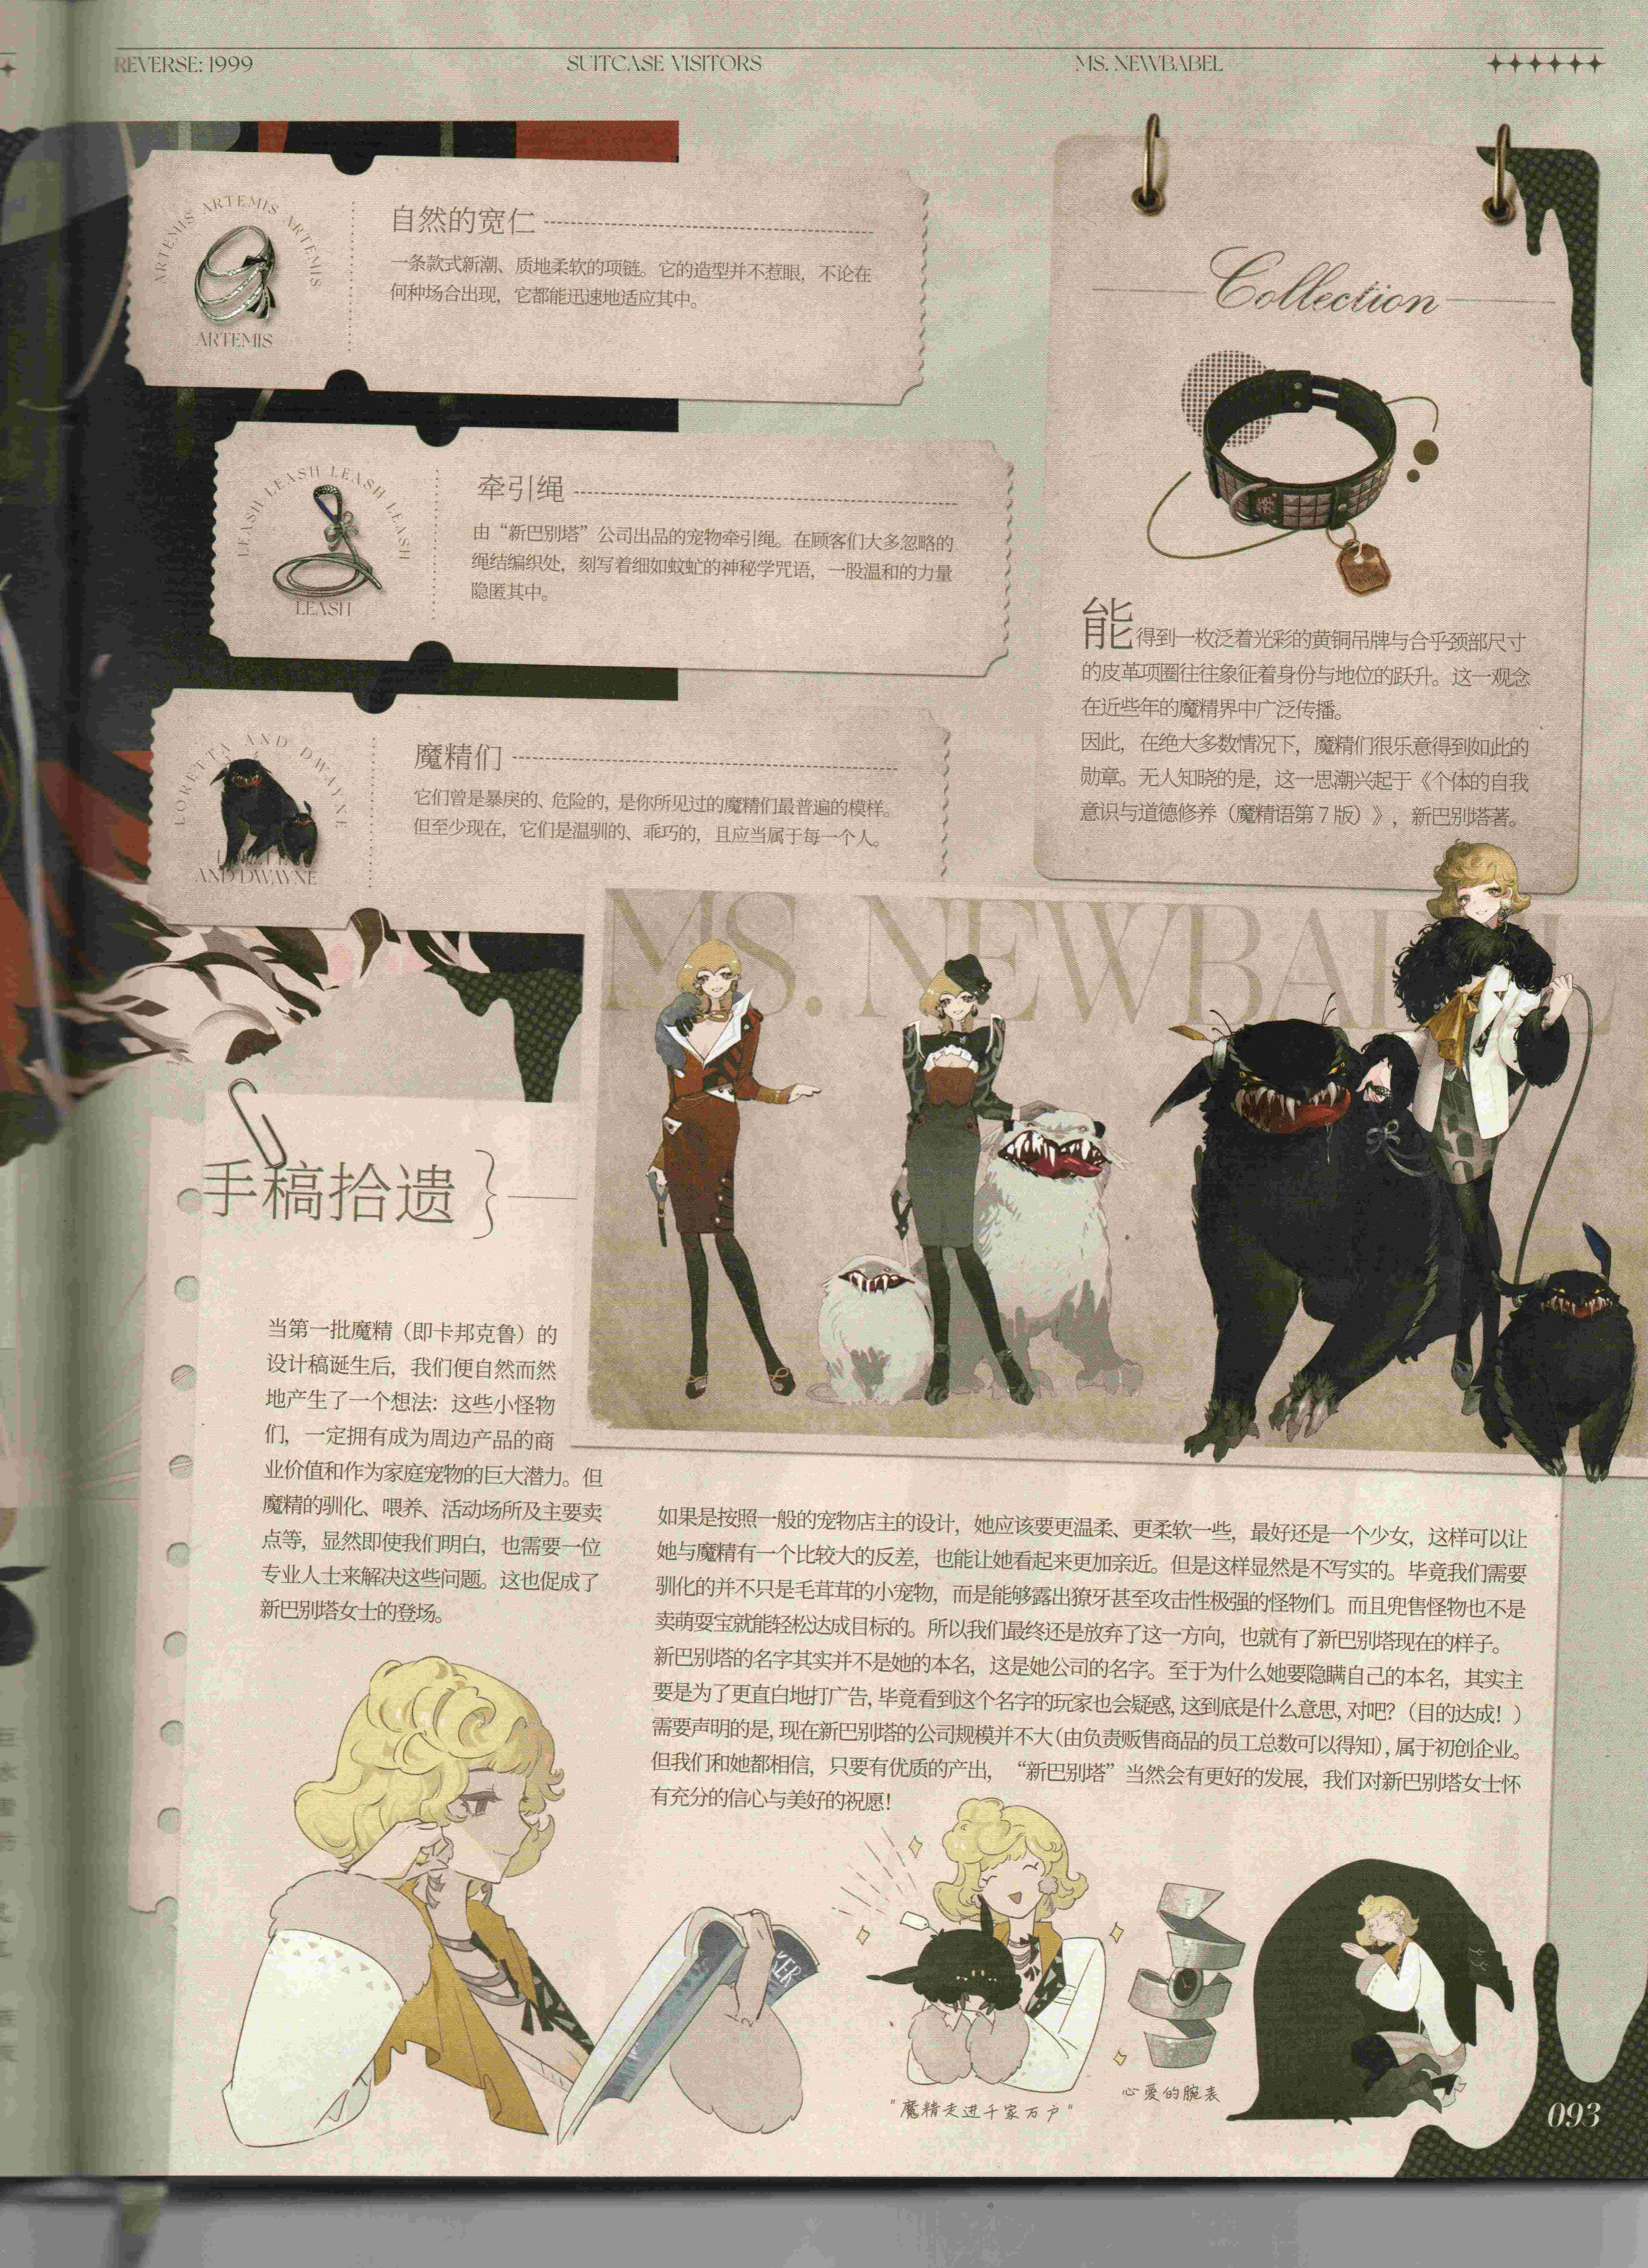 REVERSE: 1999
SUITCASE VISITORS
MS. NEWBABEL
ARTEMIS ARTEMIS ARTEMIS
ARTEMIS
自然的宽仁
一条款式新潮、质地柔软的项链。它的造型并不惹眼，不论在
何种场合出现，它都能迅速地适应其中。
LEASH LEASH LEASH LEASH
LEASH
牵引绳
由“新巴别塔”公司出品的宠物牵引绳。在顾客们大多忽略的
绳结编织处，刻写着细如蚊虻的神秘学咒语，一股温和的力量
隐匿其中。
LORETTA AND DWAYNE
AND DWAYNE
魔精们
它们曾是暴戾的、危险的，是你所见过的魔精们最普遍的模样。
但至少现在，它们是温驯的、乖巧的，且应当属于每一个人。
Collection
能得到一枚泛着光彩的黄铜吊牌与合乎颈部尺寸
的皮革项圈往往象征着身份与地位的跃升。这一观念
在近些年的魔精界中广泛传播。
因此，在绝大多数情况下，魔精们很乐意得到如此的
勋章。无人知晓的是，这一思潮兴起于《个体的自我
意识与道德修养（魔精语第 7 版）》，新巴别塔著。
MS. NEWBABEL
手稿拾遗
当第一批魔精（即卡邦克鲁）的
设计稿诞生后，我们便自然而然
地产生了一个想法：这些小怪物
们，一定拥有成为周边产品的商
业价值和作为家庭宠物的巨大潜力。但
魔精的驯化、喂养、活动场所及主要卖
点等，显然即使我们明白，也需要一位
专业人士来解决这些问题。这也促成了
新巴别塔女士的登场。
如果是按照一般的宠物店主的设计，她应该要更温柔、更柔软一些，最好还是一个少女，这样可以让
她与魔精有一个比较大的反差，也能让她看起来更加亲近。但是这样显然是不写实的。毕竟我们需要
驯化的并不只是毛茸茸的小宠物，而是能够露出獠牙甚至攻击性极强的怪物们。而且兜售怪物也不是
卖萌耍宝就能轻松达成目标的。所以我们最终还是放弃了这一方向，也就有了新巴别塔现在的样子。
新巴别塔的名字其实并不是她的本名，这是她公司的名字。至于为什么她要隐瞒自己的本名，其实主
要是为了更直白地打广告，毕竟看到这个名字的玩家也会疑惑，这到底是什么意思，对吧？（目的达成！）
需要声明的是，现在新巴别塔的公司规模并不大（由负责贩售商品的员工总数可以得知），属于初创企业。
但我们和她都相信，只要有优质的产出，“新巴别塔”当然会有更好的发展，我们对新巴别塔女士怀
有充分的信心与美好的祝愿！
KER
"魔精走进千家万户"
心爱的腕表
093